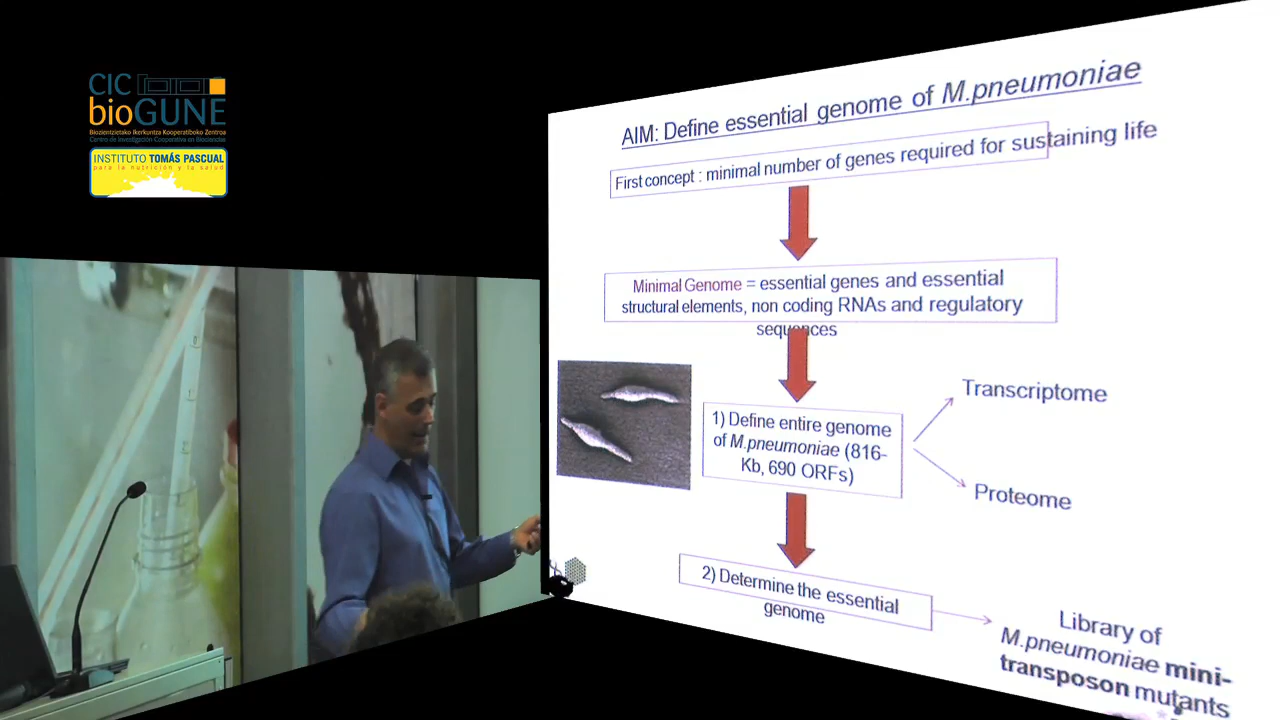 CIC
bioGUNE
Biozientzietako Ikerkuntza Kooperatiboko Zentroa
Centro de Investigación Cooperativa en Biociencias
INSTITUTO TOMÁS PASCUAL
para la nutrición y la salud
AIM: Define essential genome of M.pneumoniae
First concept : minimal number of genes required for sustaining life
Minimal Genome = essential genes and essential
structural elements, non coding RNAs and regulatory
sequences
1) Define entire genome
of M.pneumoniae (816-
Kb, 690 ORFs)
Transcriptome
Proteome
2) Determine the essential
genome
Library of
M.pneumoniae mini-
transposon mutants